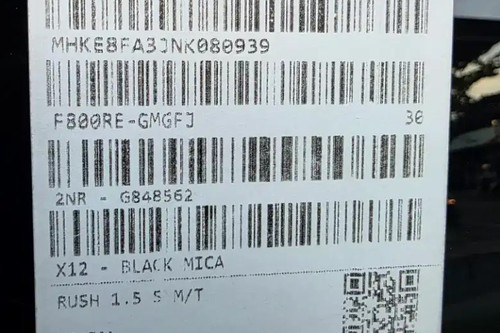 MHKE8FA3JNK080939
F800RE-GMGFJ 30
2NR - G848562
X12 - BLACK MICA
RUSH 1.5 S M/T